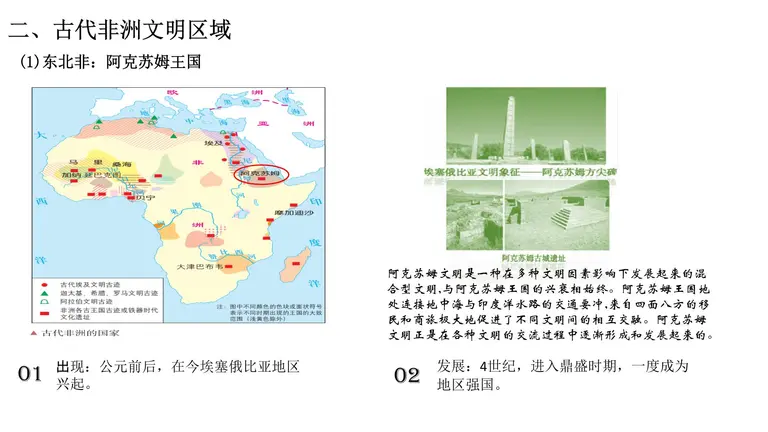 二、古代非洲文明区域
(1)东北非：阿克苏姆王国
欧 洲
亚 洲
黑海
里海
地中海
大
西
洋
埃及
红海
尼
马里
桑海
非
阿克苏姆
加纳
廷巴克图
贝宁
摩加迪沙
印
度
洋
洲
大津巴布韦
古代埃及文明古迹
迦太基、希腊、罗马文明古迹
阿拉伯文明古迹
非洲各古王国古迹或铁器时代
文化遗址
注：图中不同颜色的色块或重状符号
表示不同时期出现的王国的大致
范围（浅黄色除外）
▲ 古代非洲的国家
埃塞俄比亚文明象征——阿克苏姆方尖碑
阿克苏姆古城遗址
阿克苏姆文明是一种在多种文明因素影响下发展起来的混
合型文明,与阿克苏姆王国的兴衰相始终。阿克苏姆王国地
处连接地中海与印度洋水路的交通要冲,来自四面八方的移
民和商旅极大地促进了不同文明间的相互交融。阿克苏姆
文明正是在各种文明的交流过程中逐渐形成和发展起来的。
01
出现：公元前后，在今埃塞俄比亚地区
兴起。
02
发展：4世纪，进入鼎盛时期，一度成为
地区强国。